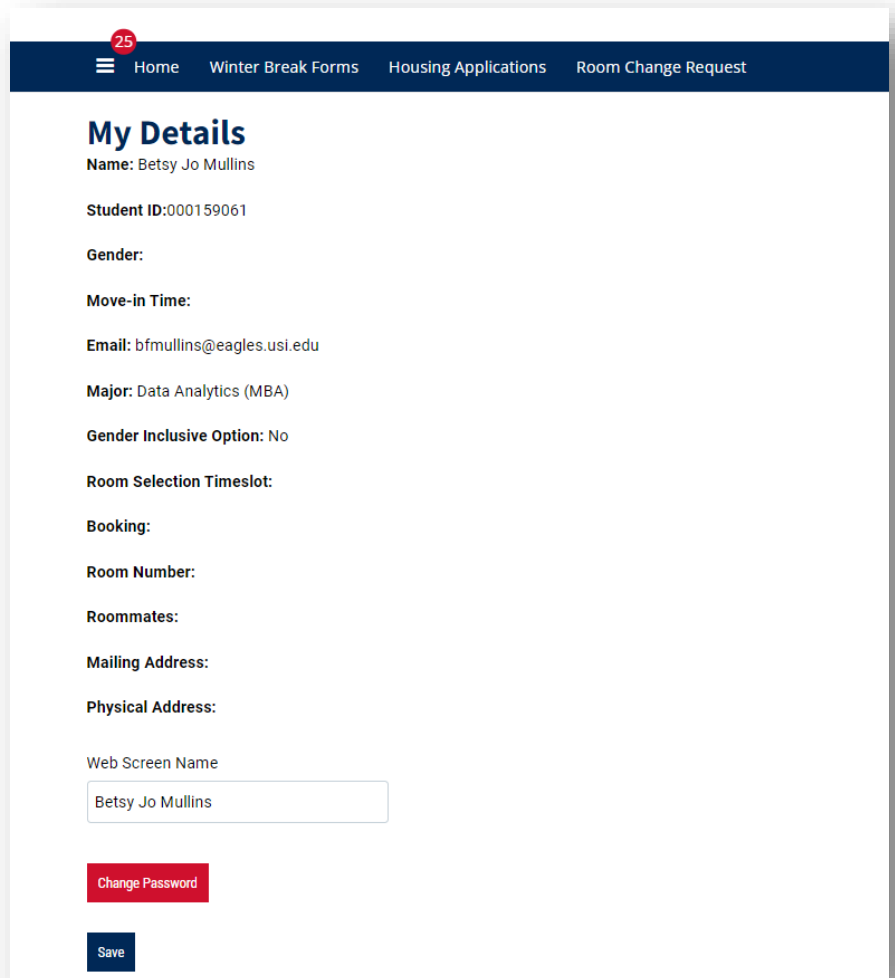 25
Home Winter Break Forms Housing Applications Room Change Request
My Details
Name: Betsy Jo Mullins
Student ID:000159061
Gender:
Move-in Time:
Email: bfmullins@eagles.usi.edu
Major: Data Analytics (MBA)
Gender Inclusive Option: No
Room Selection Timeslot:
Booking:
Room Number:
Roommates:
Mailing Address:
Physical Address:
Web Screen Name
Betsy Jo Mullins
Change Password
Save